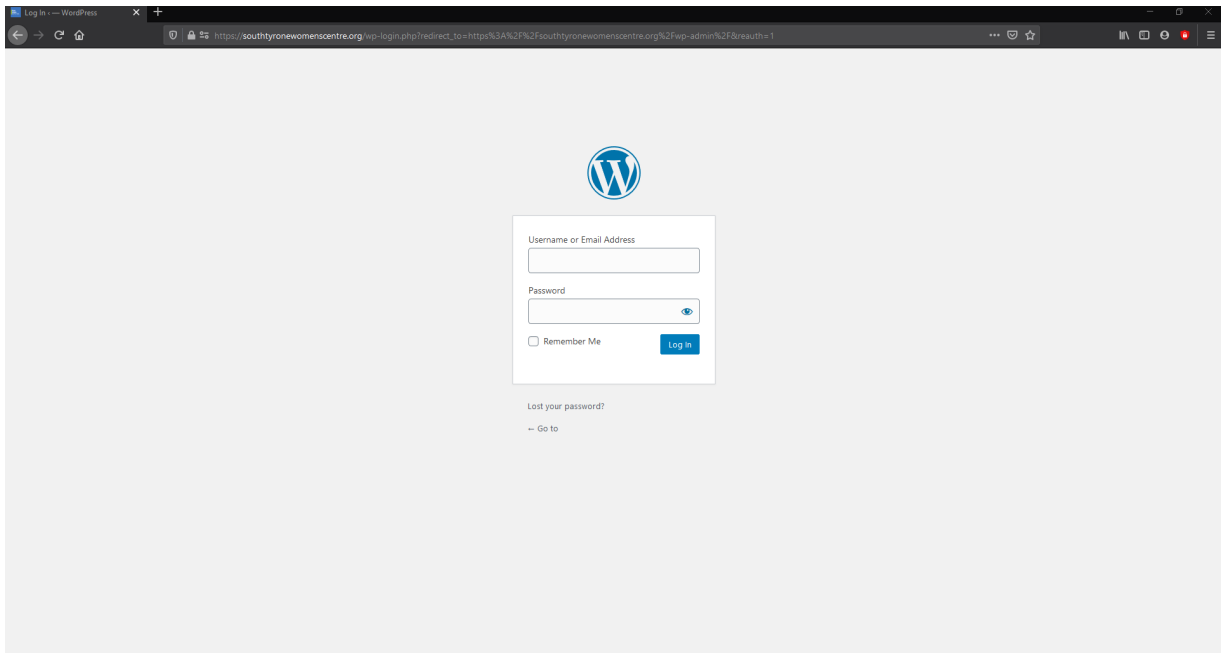 Log In ‹ — WordPress
https://southtyronewomenscentre.org/wp-login.php?redirect_to=https%3A%2F%2Fsouthtyronewomenscentre.org%2Fwp-admin%2F&reauth=1
Username or Email Address
Password
Remember Me
Log In
Lost your password?
← Go to